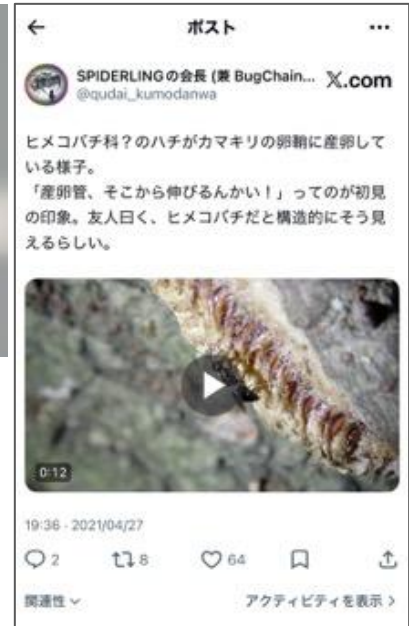 ポスト
SPIDERLINGの会長 (兼 BugChain... X.com
@qudai_kumodanwa
ヒメコバチ科？のハチがカマキリの卵鞘に産卵して
いる様子。
「産卵管、そこから伸びるんかい！」ってのが初見
の印象。友人曰く、ヒメコバチだと構造的にそう見
えるらしい。
0:12
19:36 · 2021/04/27
2 8 64
関連性 アクティビティを表示